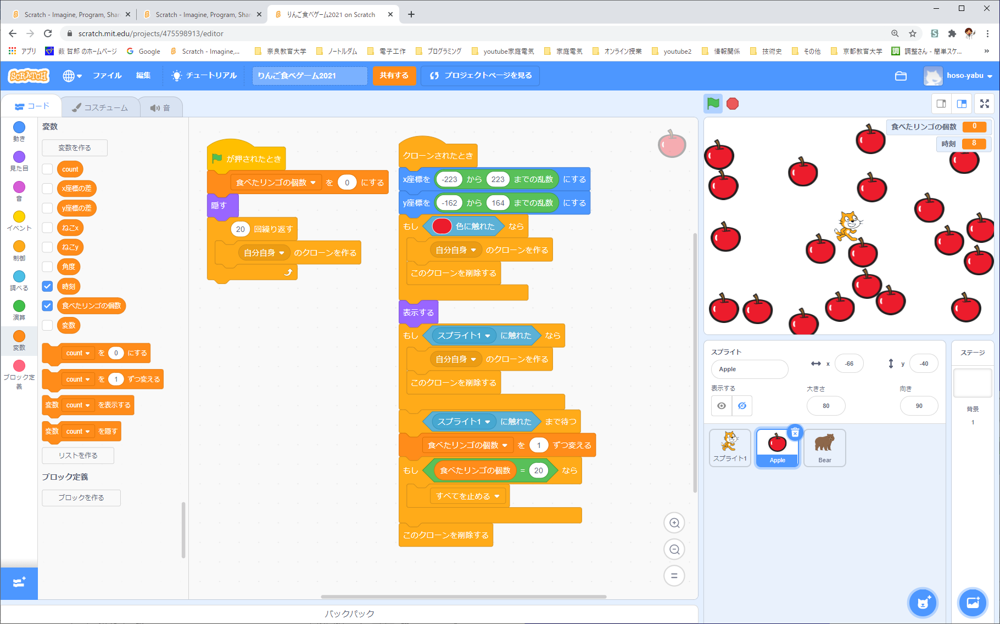 Scratch - Imagine, Program, Shar
Scratch - Imagine, Program, Shar
りんご食べゲーム2021 on Scratch
scratch.mit.edu/projects/475598913/editor
アプリ
薮 哲郎 のホームページ
Google
Scratch - Imagine,...
奈良教育大学
ノートルダム
電子工作
プログラミング
youtube家庭電気
家庭電気
オンライン授業
youtube2
情報関係
技術史
その他
京都教育大学
調整さん - 簡単スケ...
SCRATCH
ファイル
編集
チュートリアル
りんご食べゲーム2021
共有する
プロジェクトページを見る
hoso-yabu
コード
コスチューム
音
動き
見た目
音
イベント
制御
調べる
演算
変数
ブロック定義
変数
変数を作る
count
x座標の差
y座標の差
ねこx
ねこy
角度
時刻
食べたリンゴの個数
変数
count を 0 にする
count を 1 ずつ変える
変数 count を表示する
変数 count を隠す
リストを作る
ブロック定義
ブロックを作る
が押されたとき
食べたリンゴの個数 を 0 にする
隠す
20 回繰り返す
自分自身 のクローンを作る
クローンされたとき
x座標を -223 から 223 までの乱数 にする
y座標を -162 から 164 までの乱数 にする
もし 色に触れた なら
自分自身 のクローンを作る
このクローンを削除する
表示する
もし スプライト1 に触れた なら
自分自身 のクローンを作る
このクローンを削除する
スプライト1 に触れた まで待つ
食べたリンゴの個数 を 1 ずつ変える
もし 食べたリンゴの個数 = 20 なら
すべてを止める
このクローンを削除する
食べたリンゴの個数 0
時刻 8
スプライト
Apple
x -66
y -40
表示する
大きさ
80
向き
90
スプライト1
Apple
Bear
ステージ
背景
1
バックパック